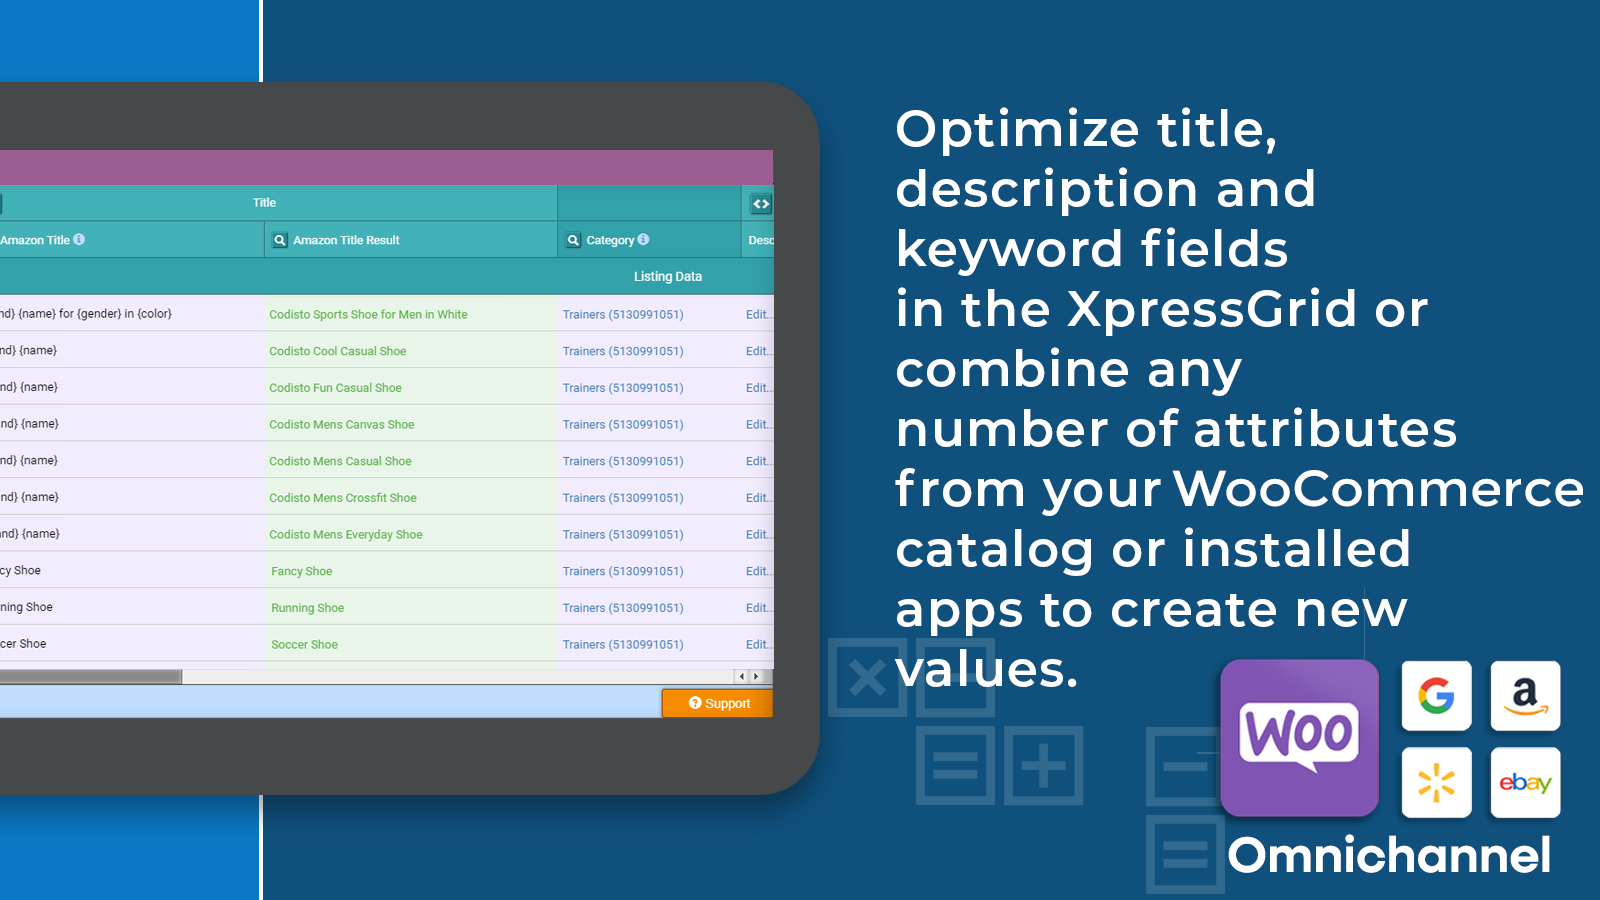 Title
Amazon Title
Amazon Title Result
Category
Desc
Listing Data
nd} {name} for {gender} in {color}
Codisto Sports Shoe for Men in White
Trainers (5130991051)
Edit...
nd} {name}
Codisto Cool Casual Shoe
Trainers (5130991051)
Edit...
nd} {name}
Codisto Fun Casual Shoe
Trainers (5130991051)
Edit...
and} {name}
Codisto Mens Canvas Shoe
Trainers (5130991051)
Edit...
nd} {name}
Codisto Mens Casual Shoe
Trainers (5130991051)
Edit...
and} {name}
Codisto Mens Crossfit Shoe
Trainers (5130991051)
Edit...
and} {name}
Codisto Mens Everyday Shoe
Trainers (5130991051)
Edit...
cy Shoe
Fancy Shoe
Trainers (5130991051)
Edit...
ning Shoe
Running Shoe
Trainers (5130991051)
Edit...
cer Shoe
Soccer Shoe
Trainers (5130991051)
Edit...
Support
Optimize title,
description and
keyword fields
in the XpressGrid or
combine any
number of attributes
from your WooCommerce
catalog or installed
apps to create new
values.
Woo
G
a
ebay
Omnichannel